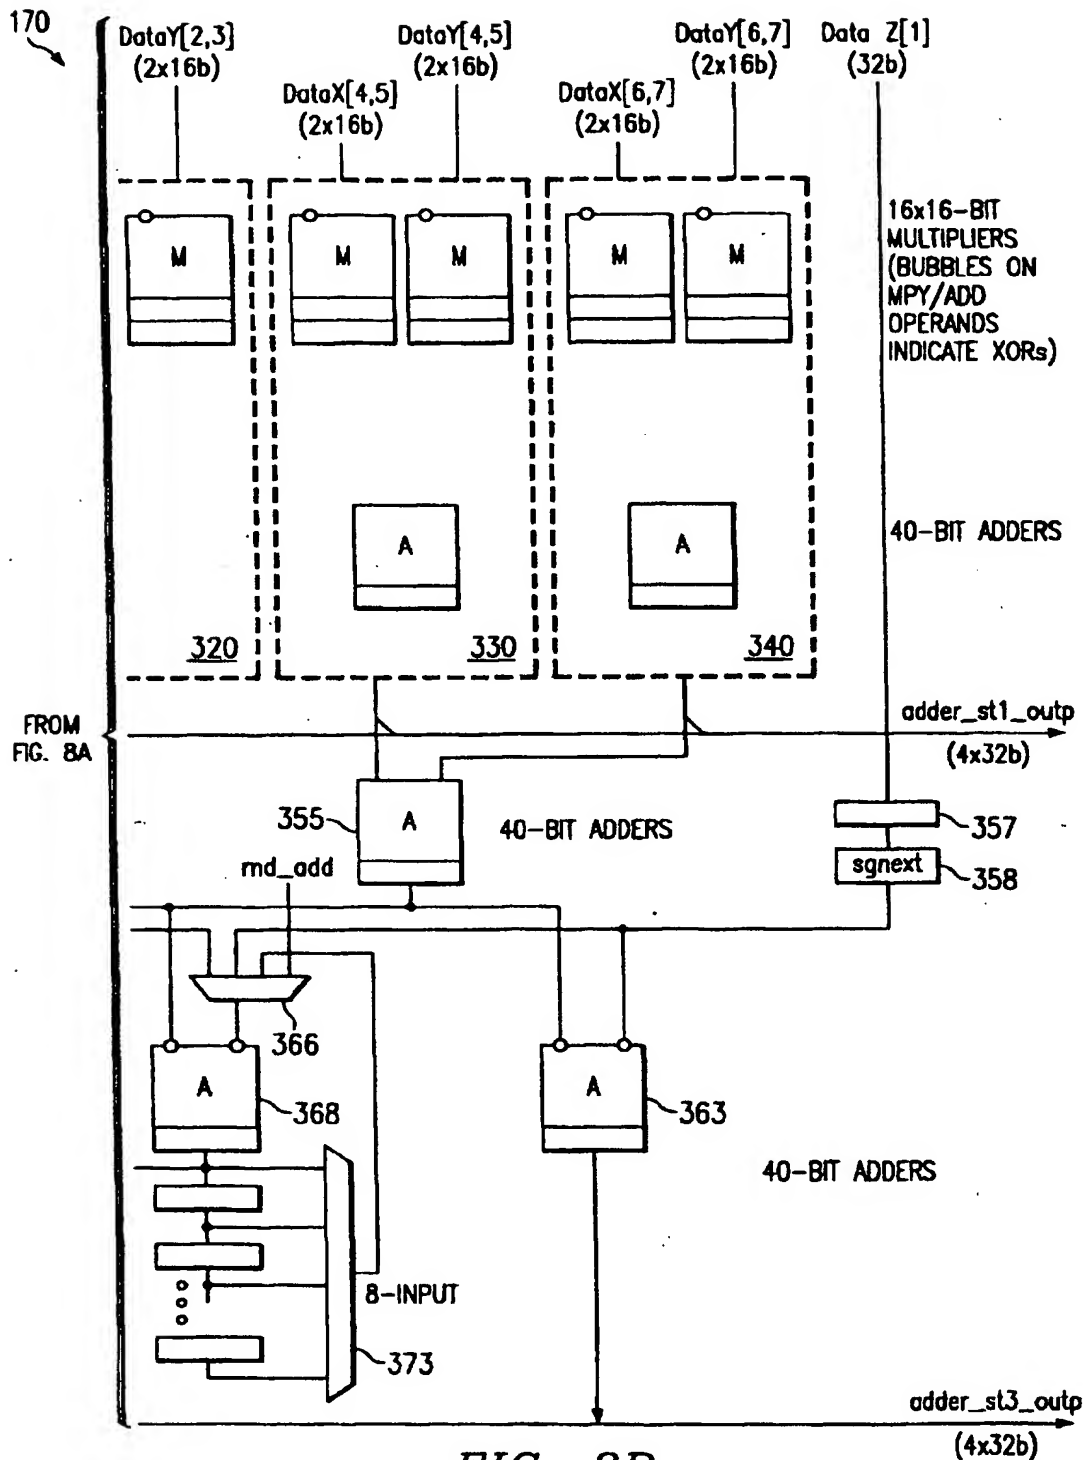 170
DataY[2,3]
(2x16b)
DataY[4,5]
(2x16b)
DataY[6,7]
(2x16b)
Data Z[1]
(32b)
DataX[4,5]
(2x16b)
DataX[6,7]
(2x16b)
M
M
M
M
M
16x16-BIT
MULTIPLIERS
(BUBBLES ON
MPY/ADD
OPERANDS
INDICATE XORs)
A
A
40-BIT ADDERS
320
330
340
FROM
FIG. 8A
adder_st1_outp
(4x32b)
355
A
40-BIT ADDERS
357
sgnext
358
rnd_add
366
A
368
A
363
40-BIT ADDERS
8-INPUT
373
adder_st3_outp
(4x32b)